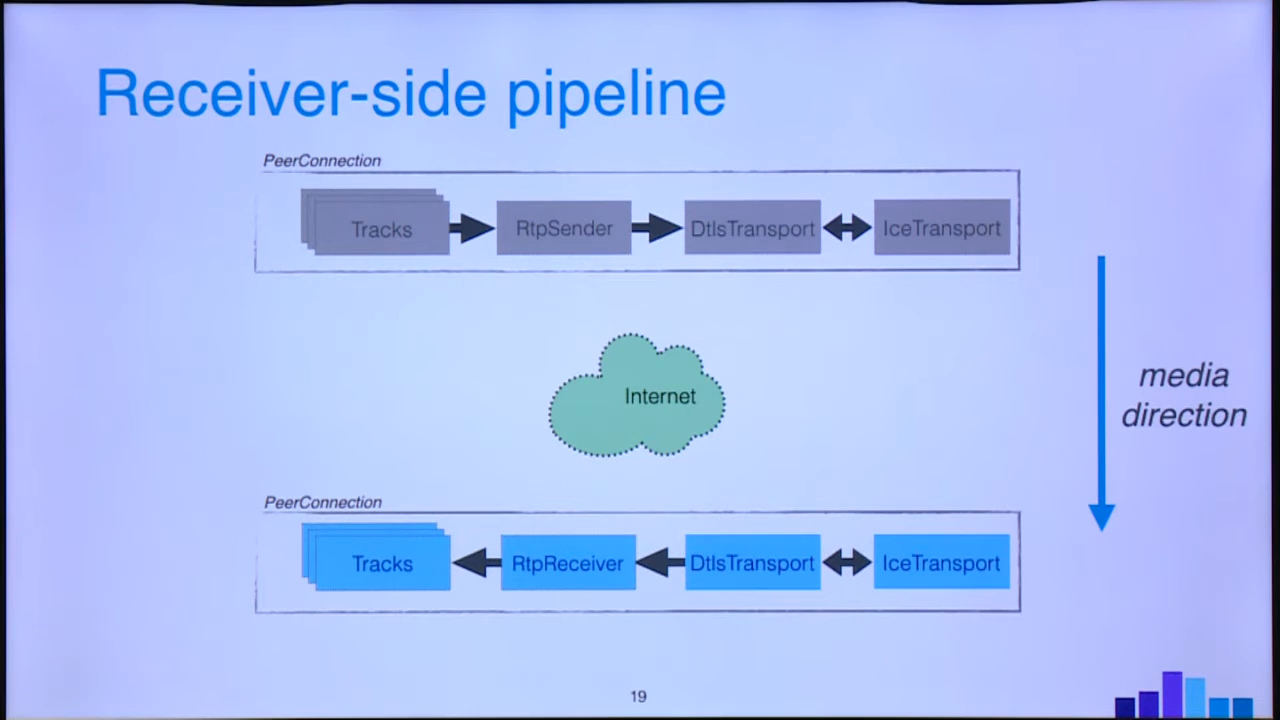 Receiver-side pipeline
PeerConnection
Tracks
RtpSender
DtlsTransport
IceTransport
Internet
media
direction
PeerConnection
Tracks
RtpReceiver
DtlsTransport
IceTransport
19